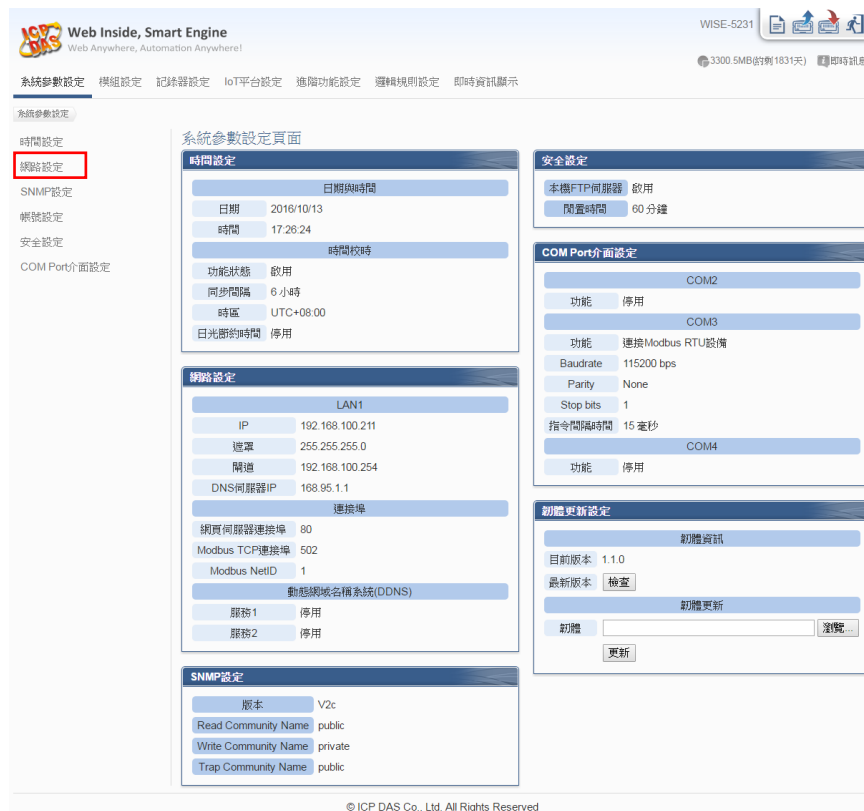 ICP DAS
Web Inside, Smart Engine
Web Anywhere, Automation Anywhere!
WISE-5231
3300.5MB(約剩1831天) 即時訊息
系統參數設定 模組設定 記錄器設定 IoT平台設定 進階功能設定 邏輯規則設定 即時資訊顯示
系統參數設定
時間設定
網路設定
SNMP設定
帳號設定
安全設定
COM Port介面設定
系統參數設定頁面
時間設定
日期與時間
日期 2016/10/13
時間 17:26:24
時間校時
功能狀態 啟用
同步間隔 6 小時
時區 UTC+08:00
日光節約時間 停用
網路設定
LAN1
IP 192.168.100.211
遮罩 255.255.255.0
閘道 192.168.100.254
DNS伺服器IP 168.95.1.1
連接埠
網頁伺服器連接埠 80
Modbus TCP連接埠 502
Modbus NetID 1
動態網域名稱系統(DDNS)
服務1 停用
服務2 停用
SNMP設定
版本 V2c
Read Community Name public
Write Community Name private
Trap Community Name public
安全設定
本機FTP伺服器 啟用
閒置時間 60 分鐘
COM Port介面設定
COM2
功能 停用
COM3
功能 連接Modbus RTU設備
Baudrate 115200 bps
Parity None
Stop bits 1
指令間隔時間 15 毫秒
COM4
功能 停用
韌體更新設定
韌體資訊
目前版本 1.1.0
最新版本 檢查
韌體更新
韌體 瀏覽...
更新
© ICP DAS Co., Ltd. All Rights Reserved